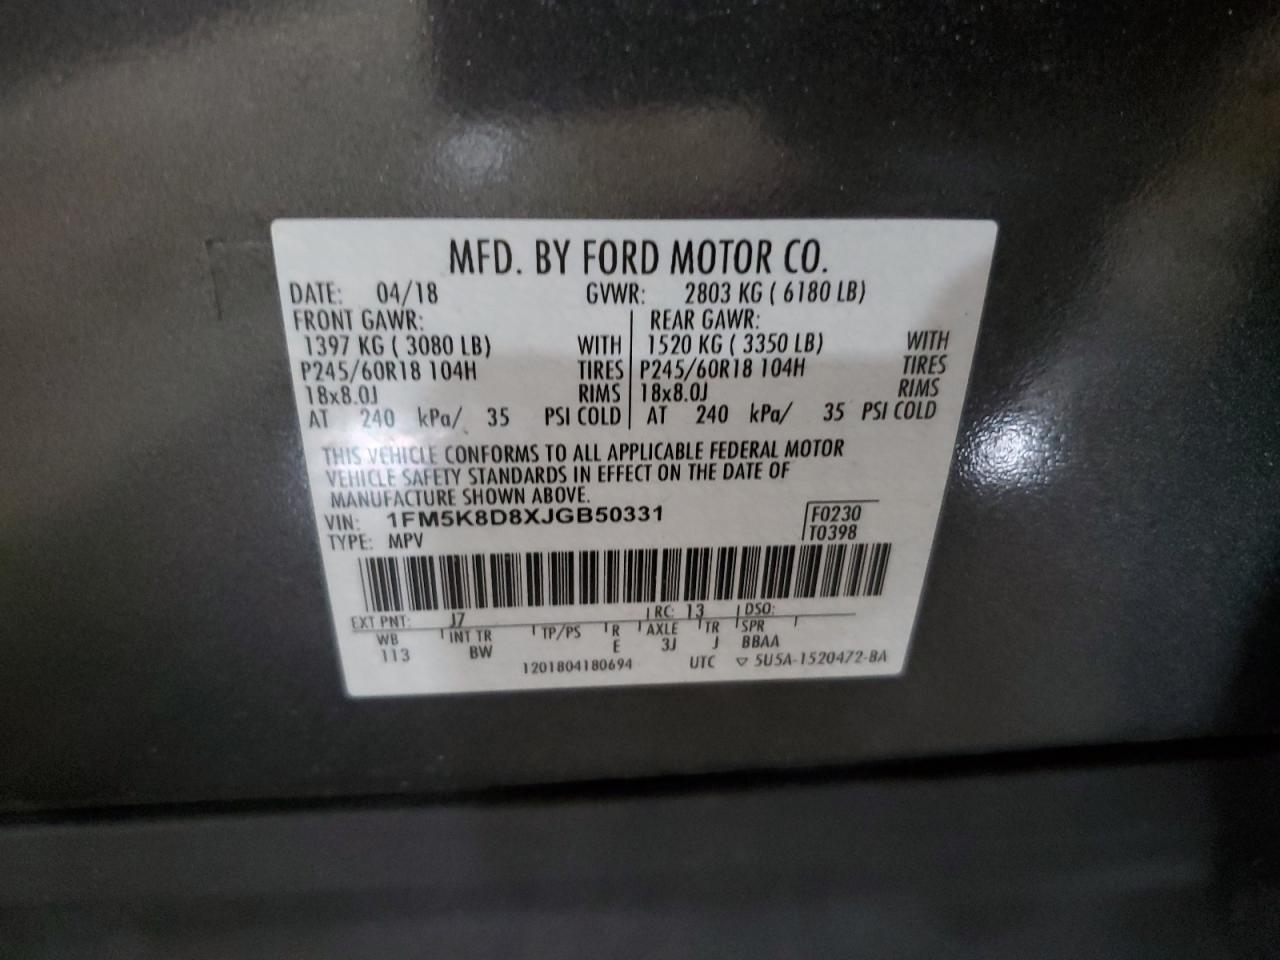 MFD. BY FORD MOTOR CO.
DATE: 04/18 GVWR: 2803 KG ( 6180 LB)
FRONT GAWR: REAR GAWR:
1397 KG ( 3080 LB) WITH 1520 KG ( 3350 LB) WITH
P245/60R18 104H TIRES P245/60R18 104H TIRES
18x8.0J RIMS 18x8.0J RIMS
AT 240 kPa/ 35 PSI COLD AT 240 kPa/ 35 PSI COLD
THIS VEHICLE CONFORMS TO ALL APPLICABLE FEDERAL MOTOR
VEHICLE SAFETY STANDARDS IN EFFECT ON THE DATE OF
MANUFACTURE SHOWN ABOVE.
VIN: 1FM5K8D8XJGB50331 F0230
TYPE: MPV T0398
EXT PNT: J7 RC: 13 DSO:
WB INT TR TP/PS R AXLE TR SPR
113 BW E 3J J BBAA
1201804180694 UTC ▽ 5U5A-1520472-BA